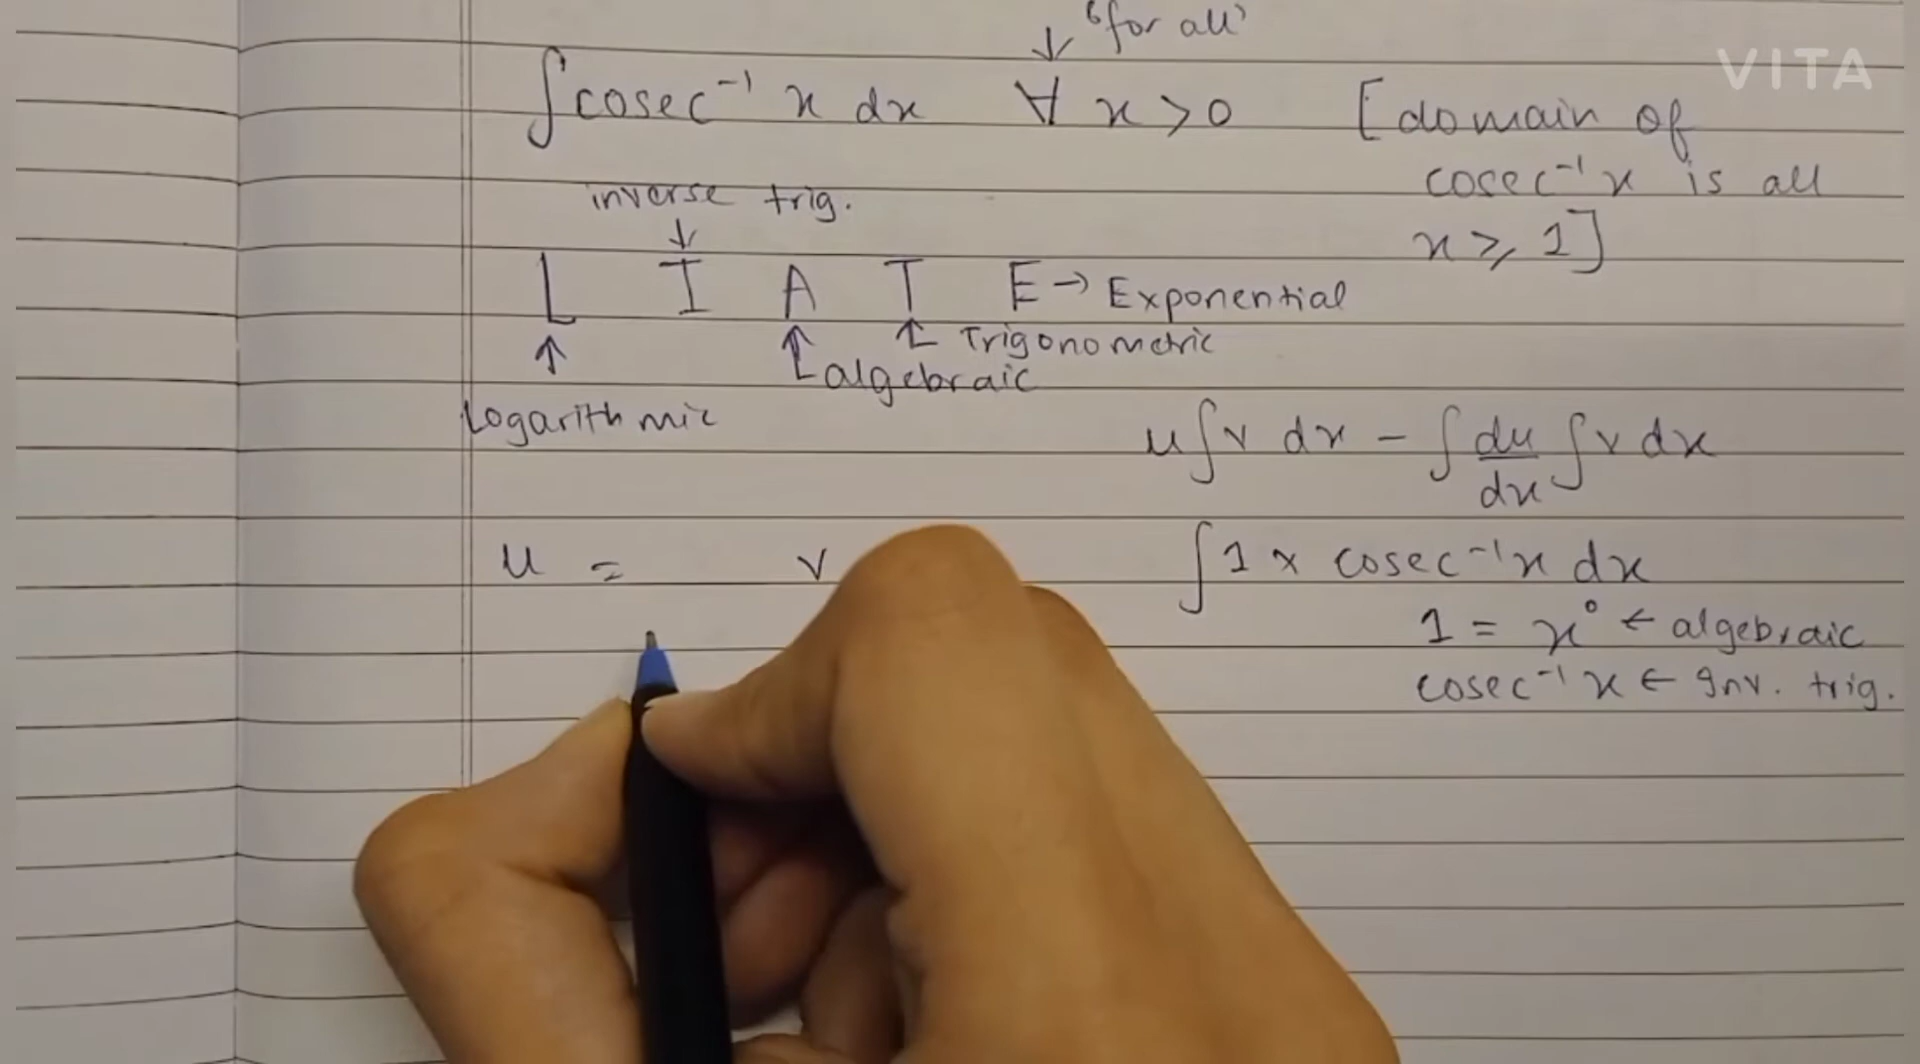 'for all'
∫cosec⁻¹ x dx ∀ x > 0 [domain of
VITA
cosec⁻¹x is all
x ⩾ 1]
inverse trig.
L I A T E → Exponential
Trigonometric
algebraic
Logarithmic
u∫v dx − ∫du/dx ∫v dx
u = v
∫1 × cosec⁻¹x dx
1 = x⁰ ← algebraic
cosec⁻¹ x ← Inv. trig.